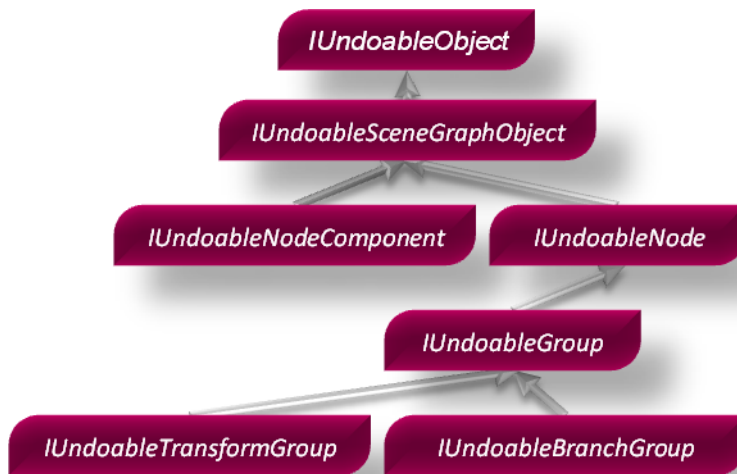 IUndoableObject
IUndoableSceneGraphObject
IUndoableNodeComponent
IUndoableNode
IUndoableGroup
IUndoableTransformGroup
IUndoableBranchGroup